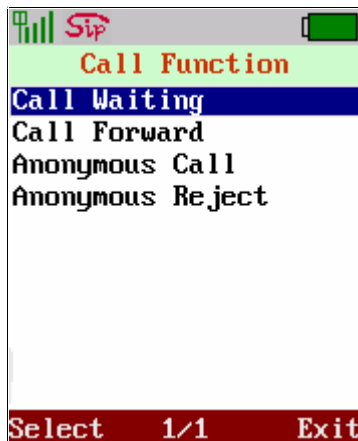 Sip
Call Function
Call Waiting
Call Forward
Anonymous Call
Anonymous Reject
Select 1/1 Exit